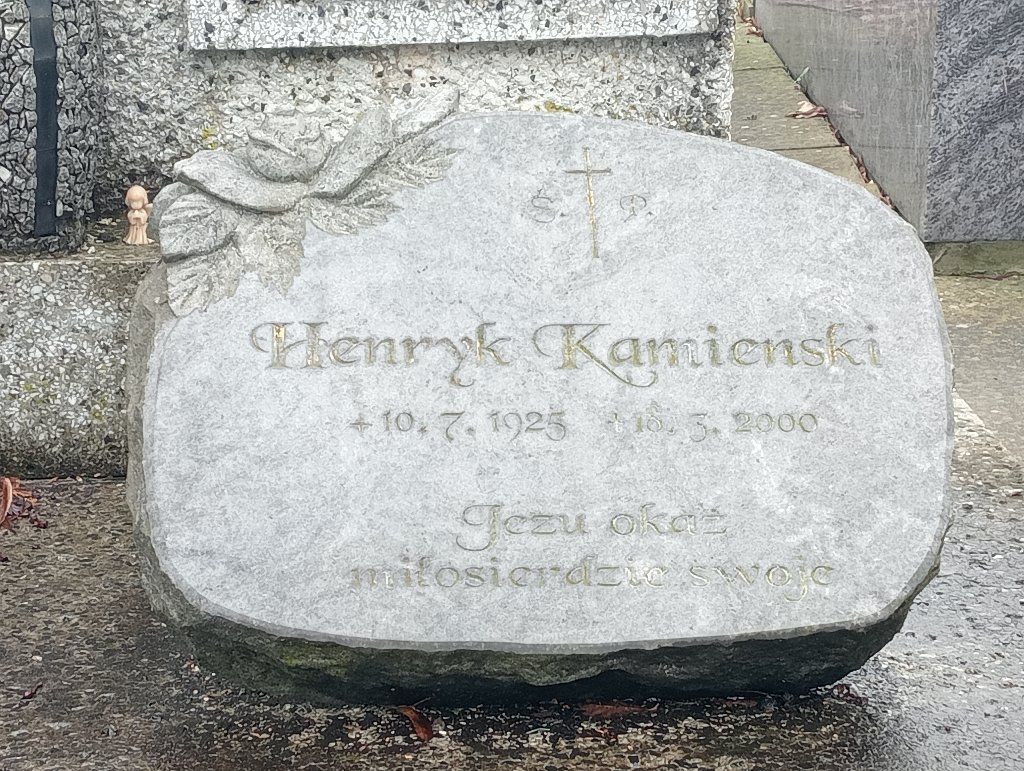 Ś. P.
Henryk Kamienski
+10. 7. 1925 +18. 3. 2000
Jezu okaż
miłosierdzie swoje